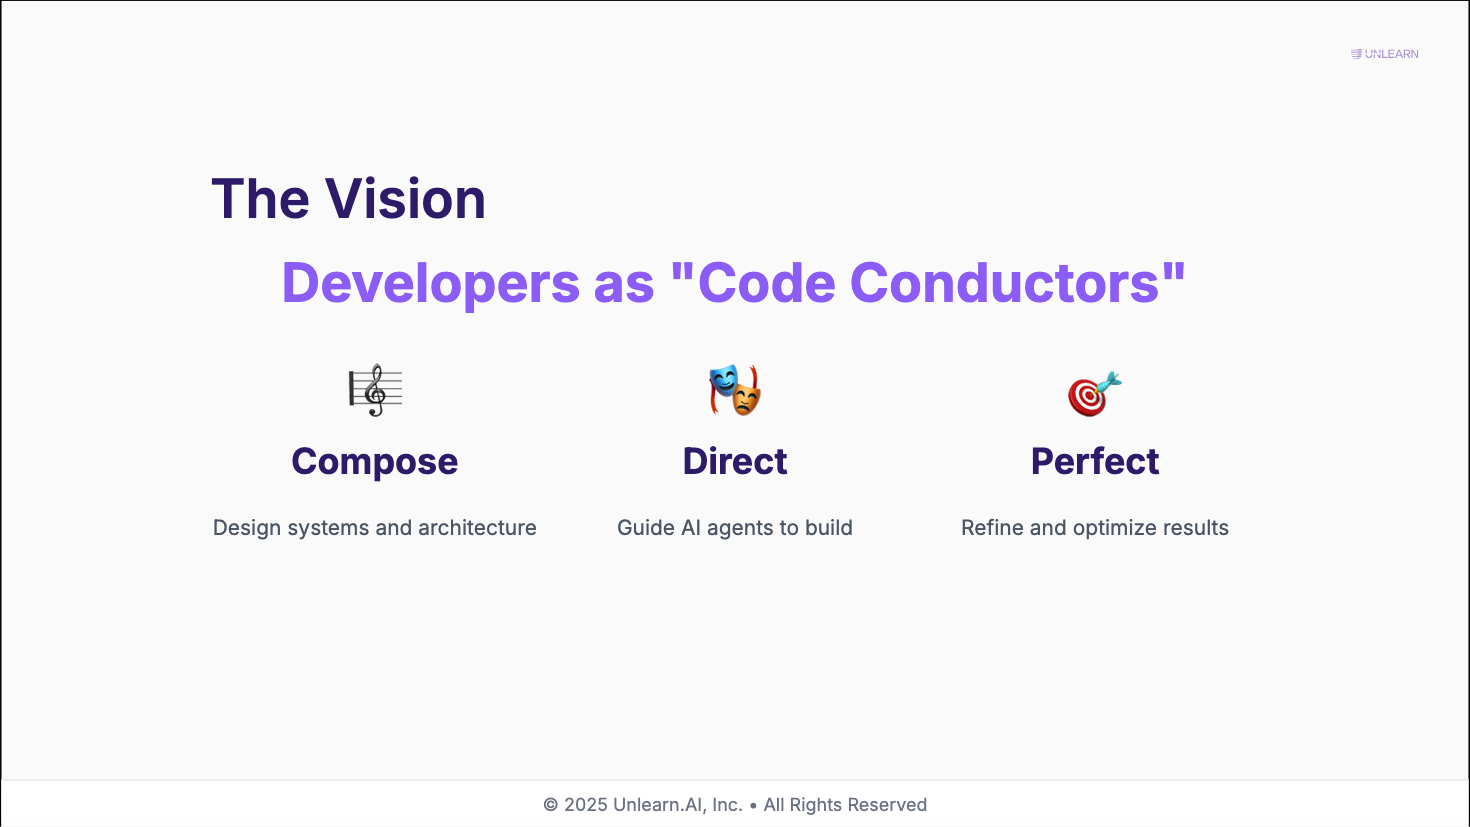 UNLEARN
The Vision
Developers as "Code Conductors"
Compose
Direct
Perfect
Design systems and architecture
Guide AI agents to build
Refine and optimize results
© 2025 Unlearn.AI, Inc. • All Rights Reserved